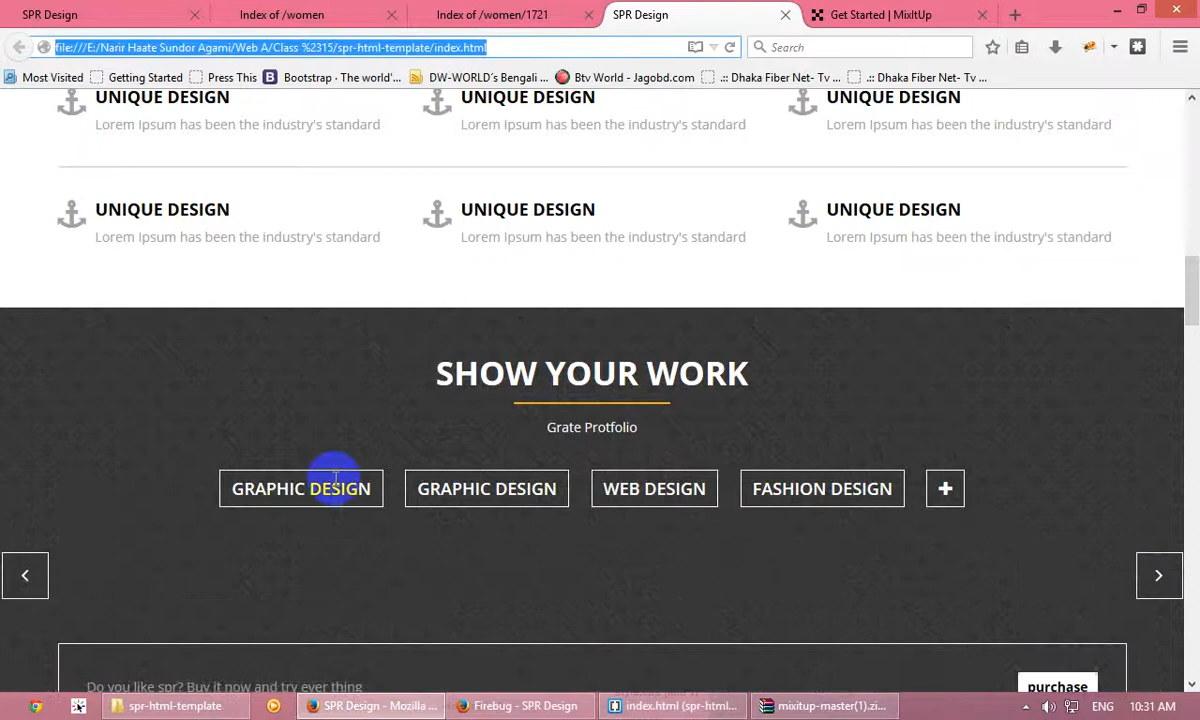 SPR Design
Index of /women
Index of /women/1721
SPR Design
Get Started | MixItUp
file:///E:/Narir Haate Sundor Agami/Web A/Class %2315/spr-html-template/index.html
Search
Most Visited
Getting Started
Press This
Bootstrap · The world'...
DW-WORLD´s Bengali ...
Btv World - Jagobd.com
.:: Dhaka Fiber Net- Tv ...
.:: Dhaka Fiber Net- Tv ...
UNIQUE DESIGN
UNIQUE DESIGN
UNIQUE DESIGN
Lorem Ipsum has been the industry's standard
Lorem Ipsum has been the industry's standard
Lorem Ipsum has been the industry's standard
UNIQUE DESIGN
UNIQUE DESIGN
UNIQUE DESIGN
Lorem Ipsum has been the industry's standard
Lorem Ipsum has been the industry's standard
Lorem Ipsum has been the industry's standard
SHOW YOUR WORK
Grate Protfolio
GRAPHIC DESIGN
GRAPHIC DESIGN
WEB DESIGN
FASHION DESIGN
Do you like spr? Buy it now and try ever thing
purchase
spr-html-template
SPR Design - Mozilla ...
Firebug - SPR Design
index.html (spr-html...
mixitup-master(1).zi...
ENG
10:31 AM